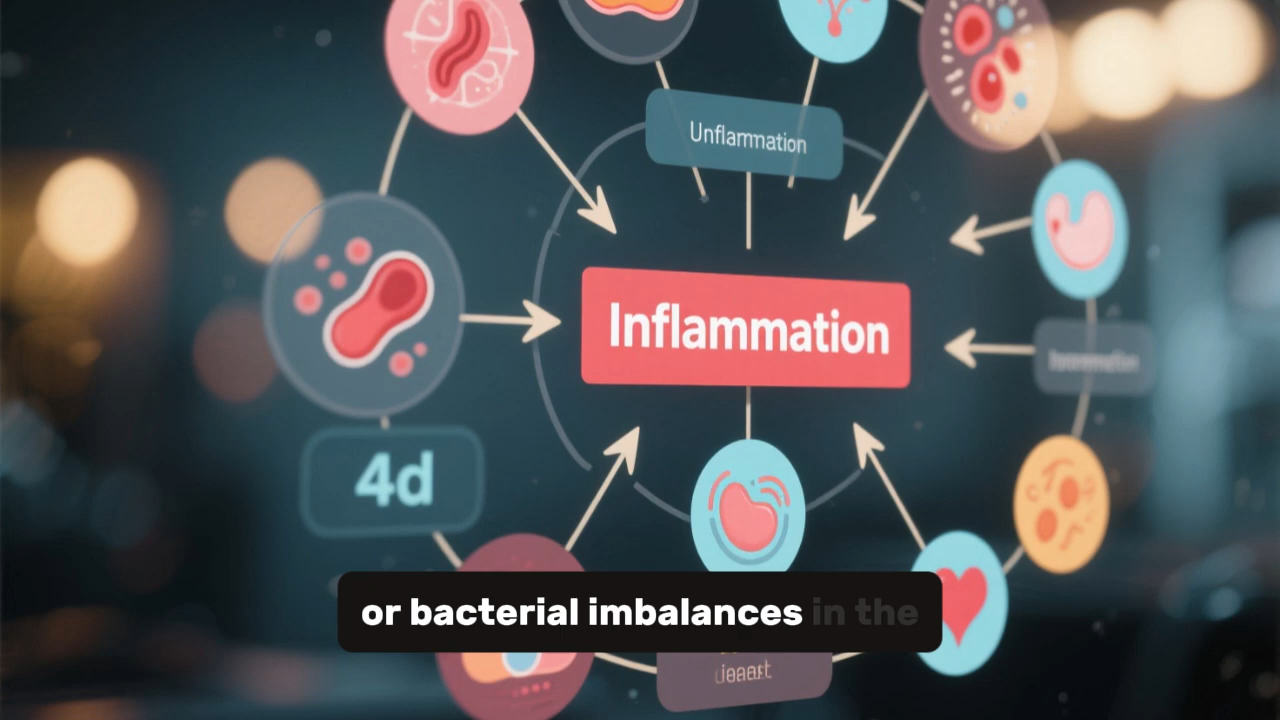 Unflammation
Inflammation
4d
or bacterial imbalances in the